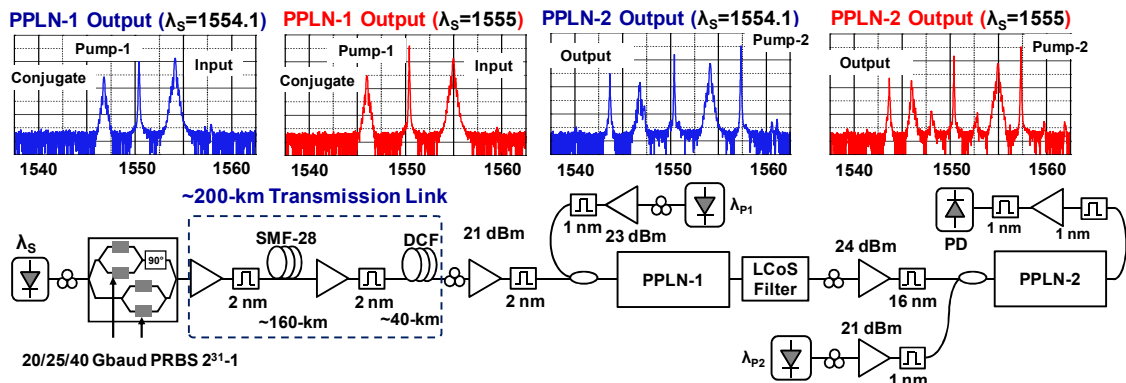 PPLN-1 Output (λS=1554.1)
PPLN-1 Output (λS=1555)
PPLN-2 Output (λS=1554.1)
PPLN-2 Output (λS=1555)
Pump-1
Conjugate
Input
1540 1550 1560
Pump-1
Conjugate
Input
1540 1550 1560
Output
Pump-2
1540 1550 1560
Output
Pump-2
1540 1550 1560
~200-km Transmission Link
λS
90°
2 nm
SMF-28
~160-km
2 nm
DCF
~40-km
21 dBm
2 nm
1 nm
23 dBm
λP1
PPLN-1
LCoS
Filter
24 dBm
16 nm
λP2
21 dBm
1 nm
PPLN-2
PD
1 nm
1 nm
20/25/40 Gbaud PRBS 2³¹-1